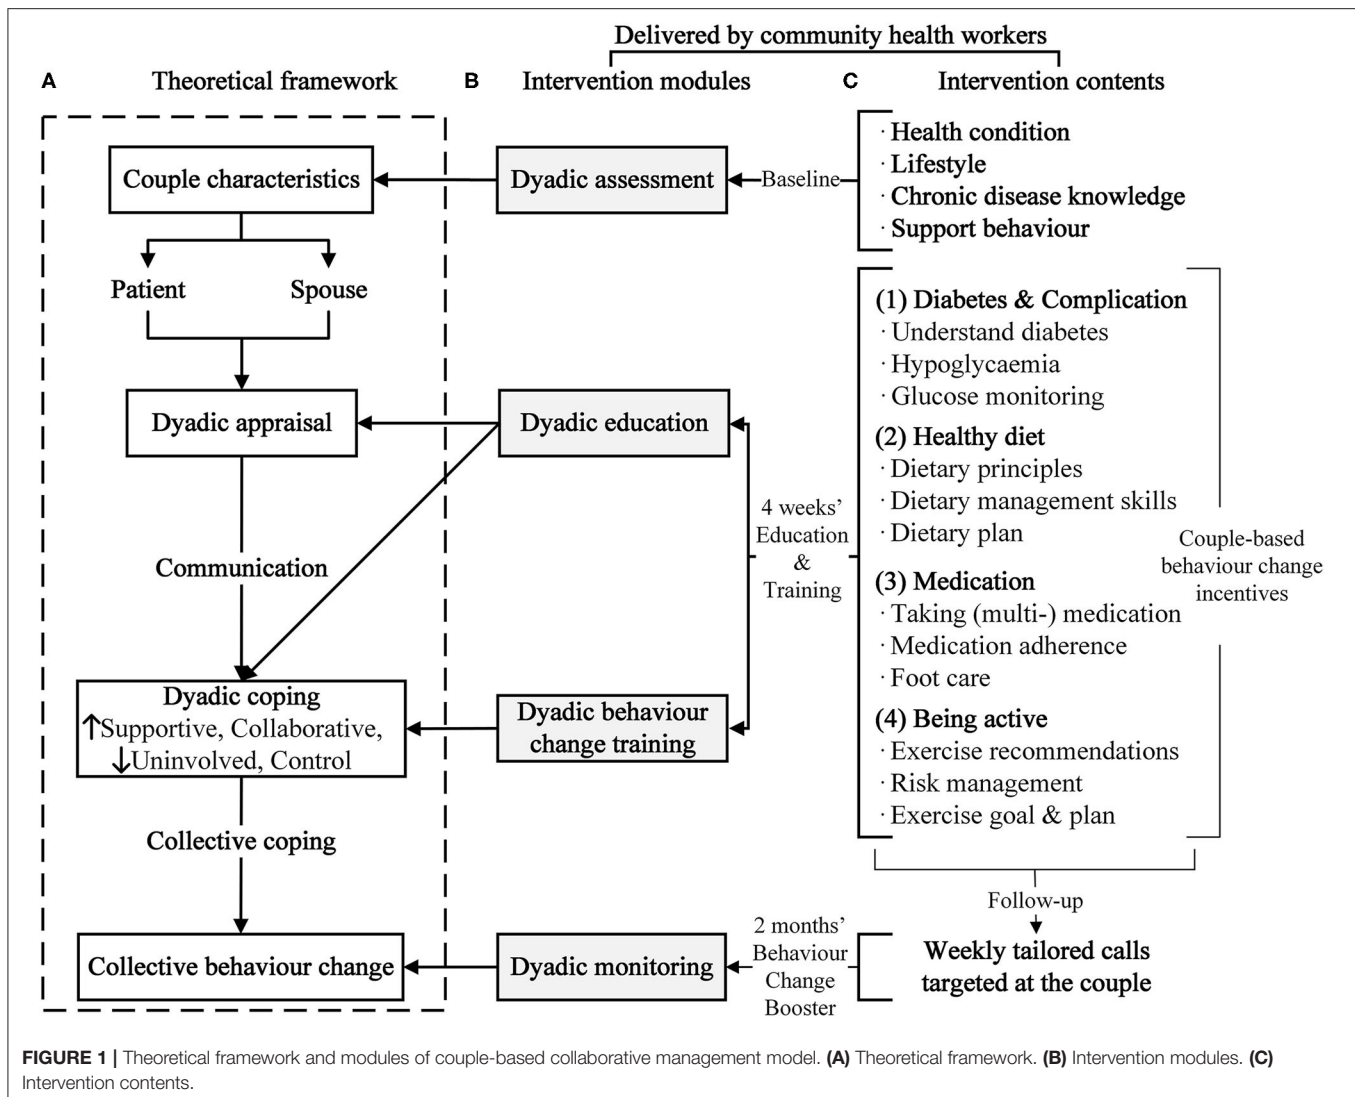 Delivered by community health workers
A Theoretical framework B Intervention modules C Intervention contents
Couple characteristics
Patient Spouse
Dyadic appraisal
Communication
Dyadic coping
↑Supportive, Collaborative,
↓Uninvolved, Control
Collective coping
Collective behaviour change
Dyadic assessment
Dyadic education
Dyadic behaviour
change training
Dyadic monitoring
Baseline
4 weeks’
Education
&
Training
2 months’
Behaviour
Change
Booster
· Health condition
· Lifestyle
· Chronic disease knowledge
· Support behaviour
(1) Diabetes & Complication
· Understand diabetes
· Hypoglycaemia
· Glucose monitoring
(2) Healthy diet
· Dietary principles
· Dietary management skills
· Dietary plan
(3) Medication
· Taking (multi-) medication
· Medication adherence
· Foot care
(4) Being active
· Exercise recommendations
· Risk management
· Exercise goal & plan
Couple-based
behaviour change
incentives
Follow-up
Weekly tailored calls
targeted at the couple
FIGURE 1 | Theoretical framework and modules of couple-based collaborative management model. (A) Theoretical framework. (B) Intervention modules. (C)
Intervention contents.